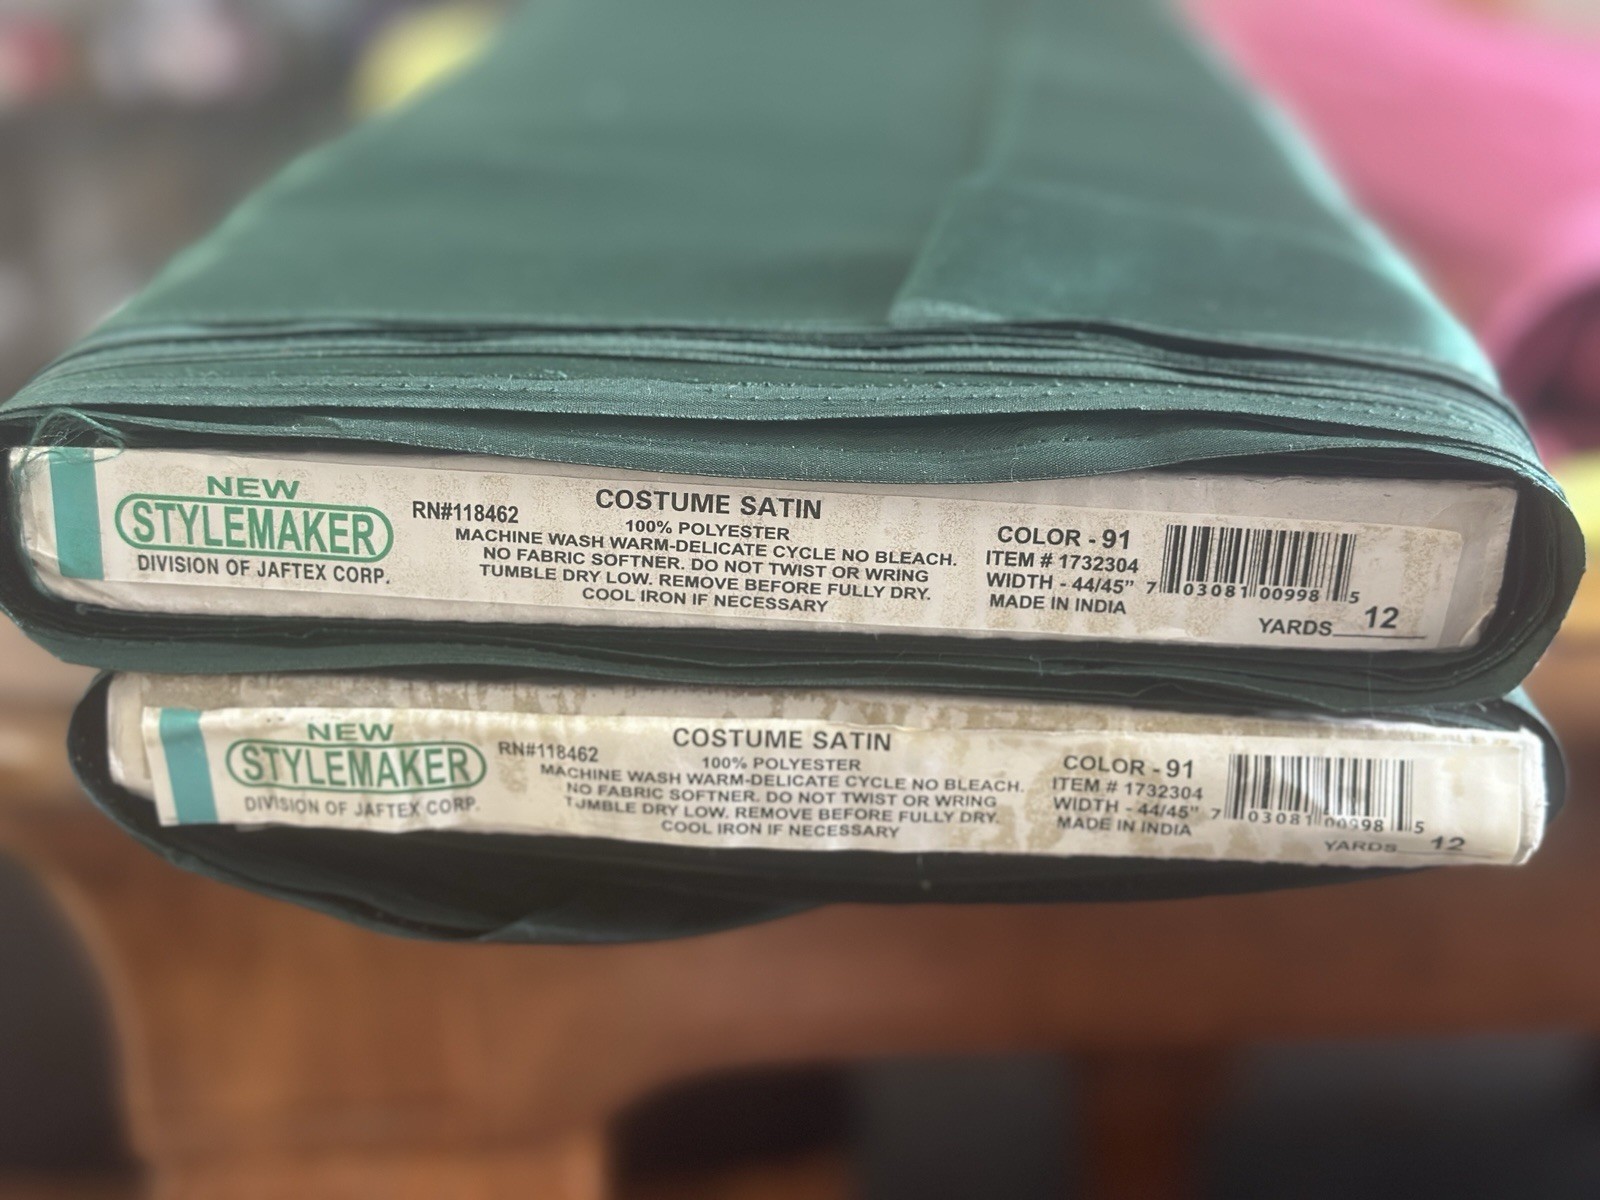 NEW
STYLEMAKER
DIVISION OF JAFTEX CORP.
RN#118462
COSTUME SATIN
100% POLYESTER
MACHINE WASH WARM-DELICATE CYCLE NO BLEACH.
NO FABRIC SOFTNER. DO NOT TWIST OR WRING
TUMBLE DRY LOW. REMOVE BEFORE FULLY DRY.
COOL IRON IF NECESSARY
COLOR - 91
ITEM # 1732304
WIDTH - 44/45"
MADE IN INDIA
7 03081 00998 5
YARDS 12
NEW
STYLEMAKER
DIVISION OF JAFTEX CORP.
RN#118462
COSTUME SATIN
100% POLYESTER
MACHINE WASH WARM-DELICATE CYCLE NO BLEACH.
NO FABRIC SOFTNER. DO NOT TWIST OR WRING
TUMBLE DRY LOW. REMOVE BEFORE FULLY DRY.
COOL IRON IF NECESSARY
COLOR - 91
ITEM # 1732304
WIDTH - 44/45"
MADE IN INDIA
7 03081 00998 5
YARDS 12